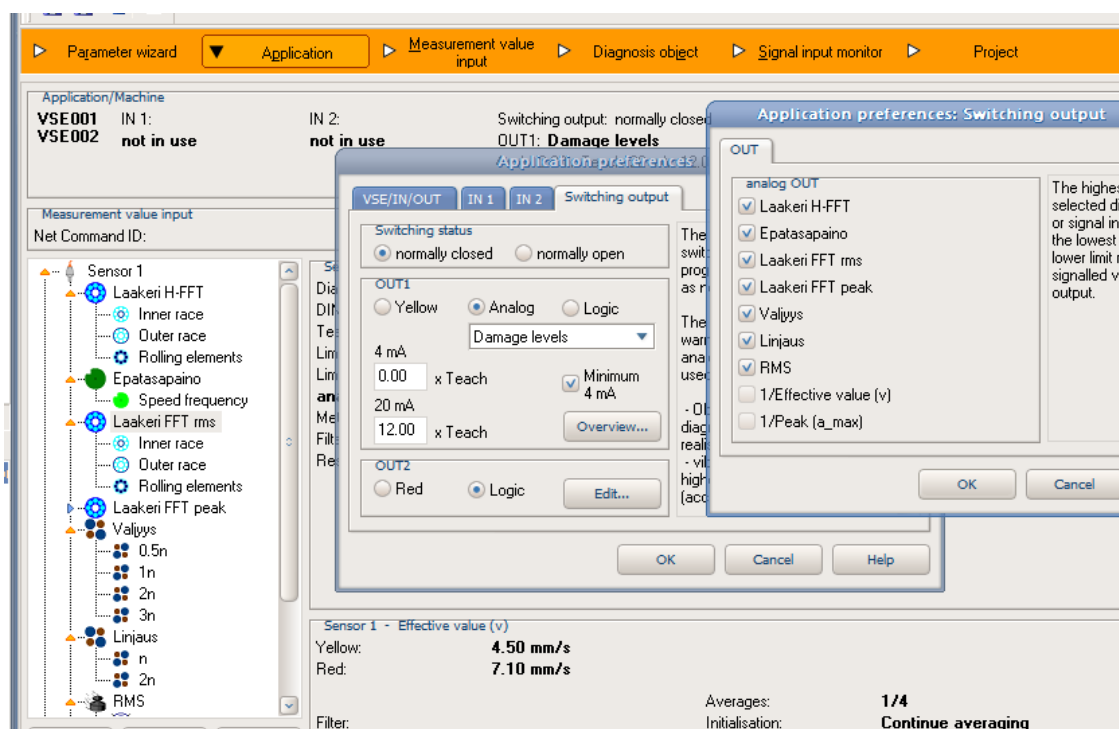 Parameter wizard
Application
Measurement value input
Diagnosis object
Signal input monitor
Project
Application/Machine
VSE001 IN 1: IN 2: Switching output: normally closed
VSE002 not in use not in use OUT1: Damage levels
Measurement value input
Net Command ID:
Sensor 1
Laakeri H-FFT
Inner race
Outer race
Rolling elements
Epatasapaino
Speed frequency
Laakeri FFT rms
Inner race
Outer race
Rolling elements
Laakeri FFT peak
Valjyys
0.5n
1n
2n
3n
Linjaus
n
2n
RMS
Application preferences
VSE/IN/OUT IN 1 IN 2 Switching output
Switching status
normally closed normally open
OUT1
Yellow Analog Logic
Damage levels
4 mA
0.00 x Teach
Minimum
4 mA
20 mA
12.00 x Teach
Overview...
OUT2
Red Logic Edit...
OK Cancel Help
Application preferences: Switching output
OUT
analog OUT
Laakeri H-FFT
Epatasapaino
Laakeri FFT rms
Laakeri FFT peak
Valjyys
Linjaus
RMS
1/Effective value (v)
1/Peak (a_max)
The highes
selected di
or signal in
the lowest
lower limit r
signalled v
output.
OK Cancel
Sensor 1 - Effective value (v)
Yellow: 4.50 mm/s
Red: 7.10 mm/s
Averages: 1/4
Filter: Initialisation: Continue averaging